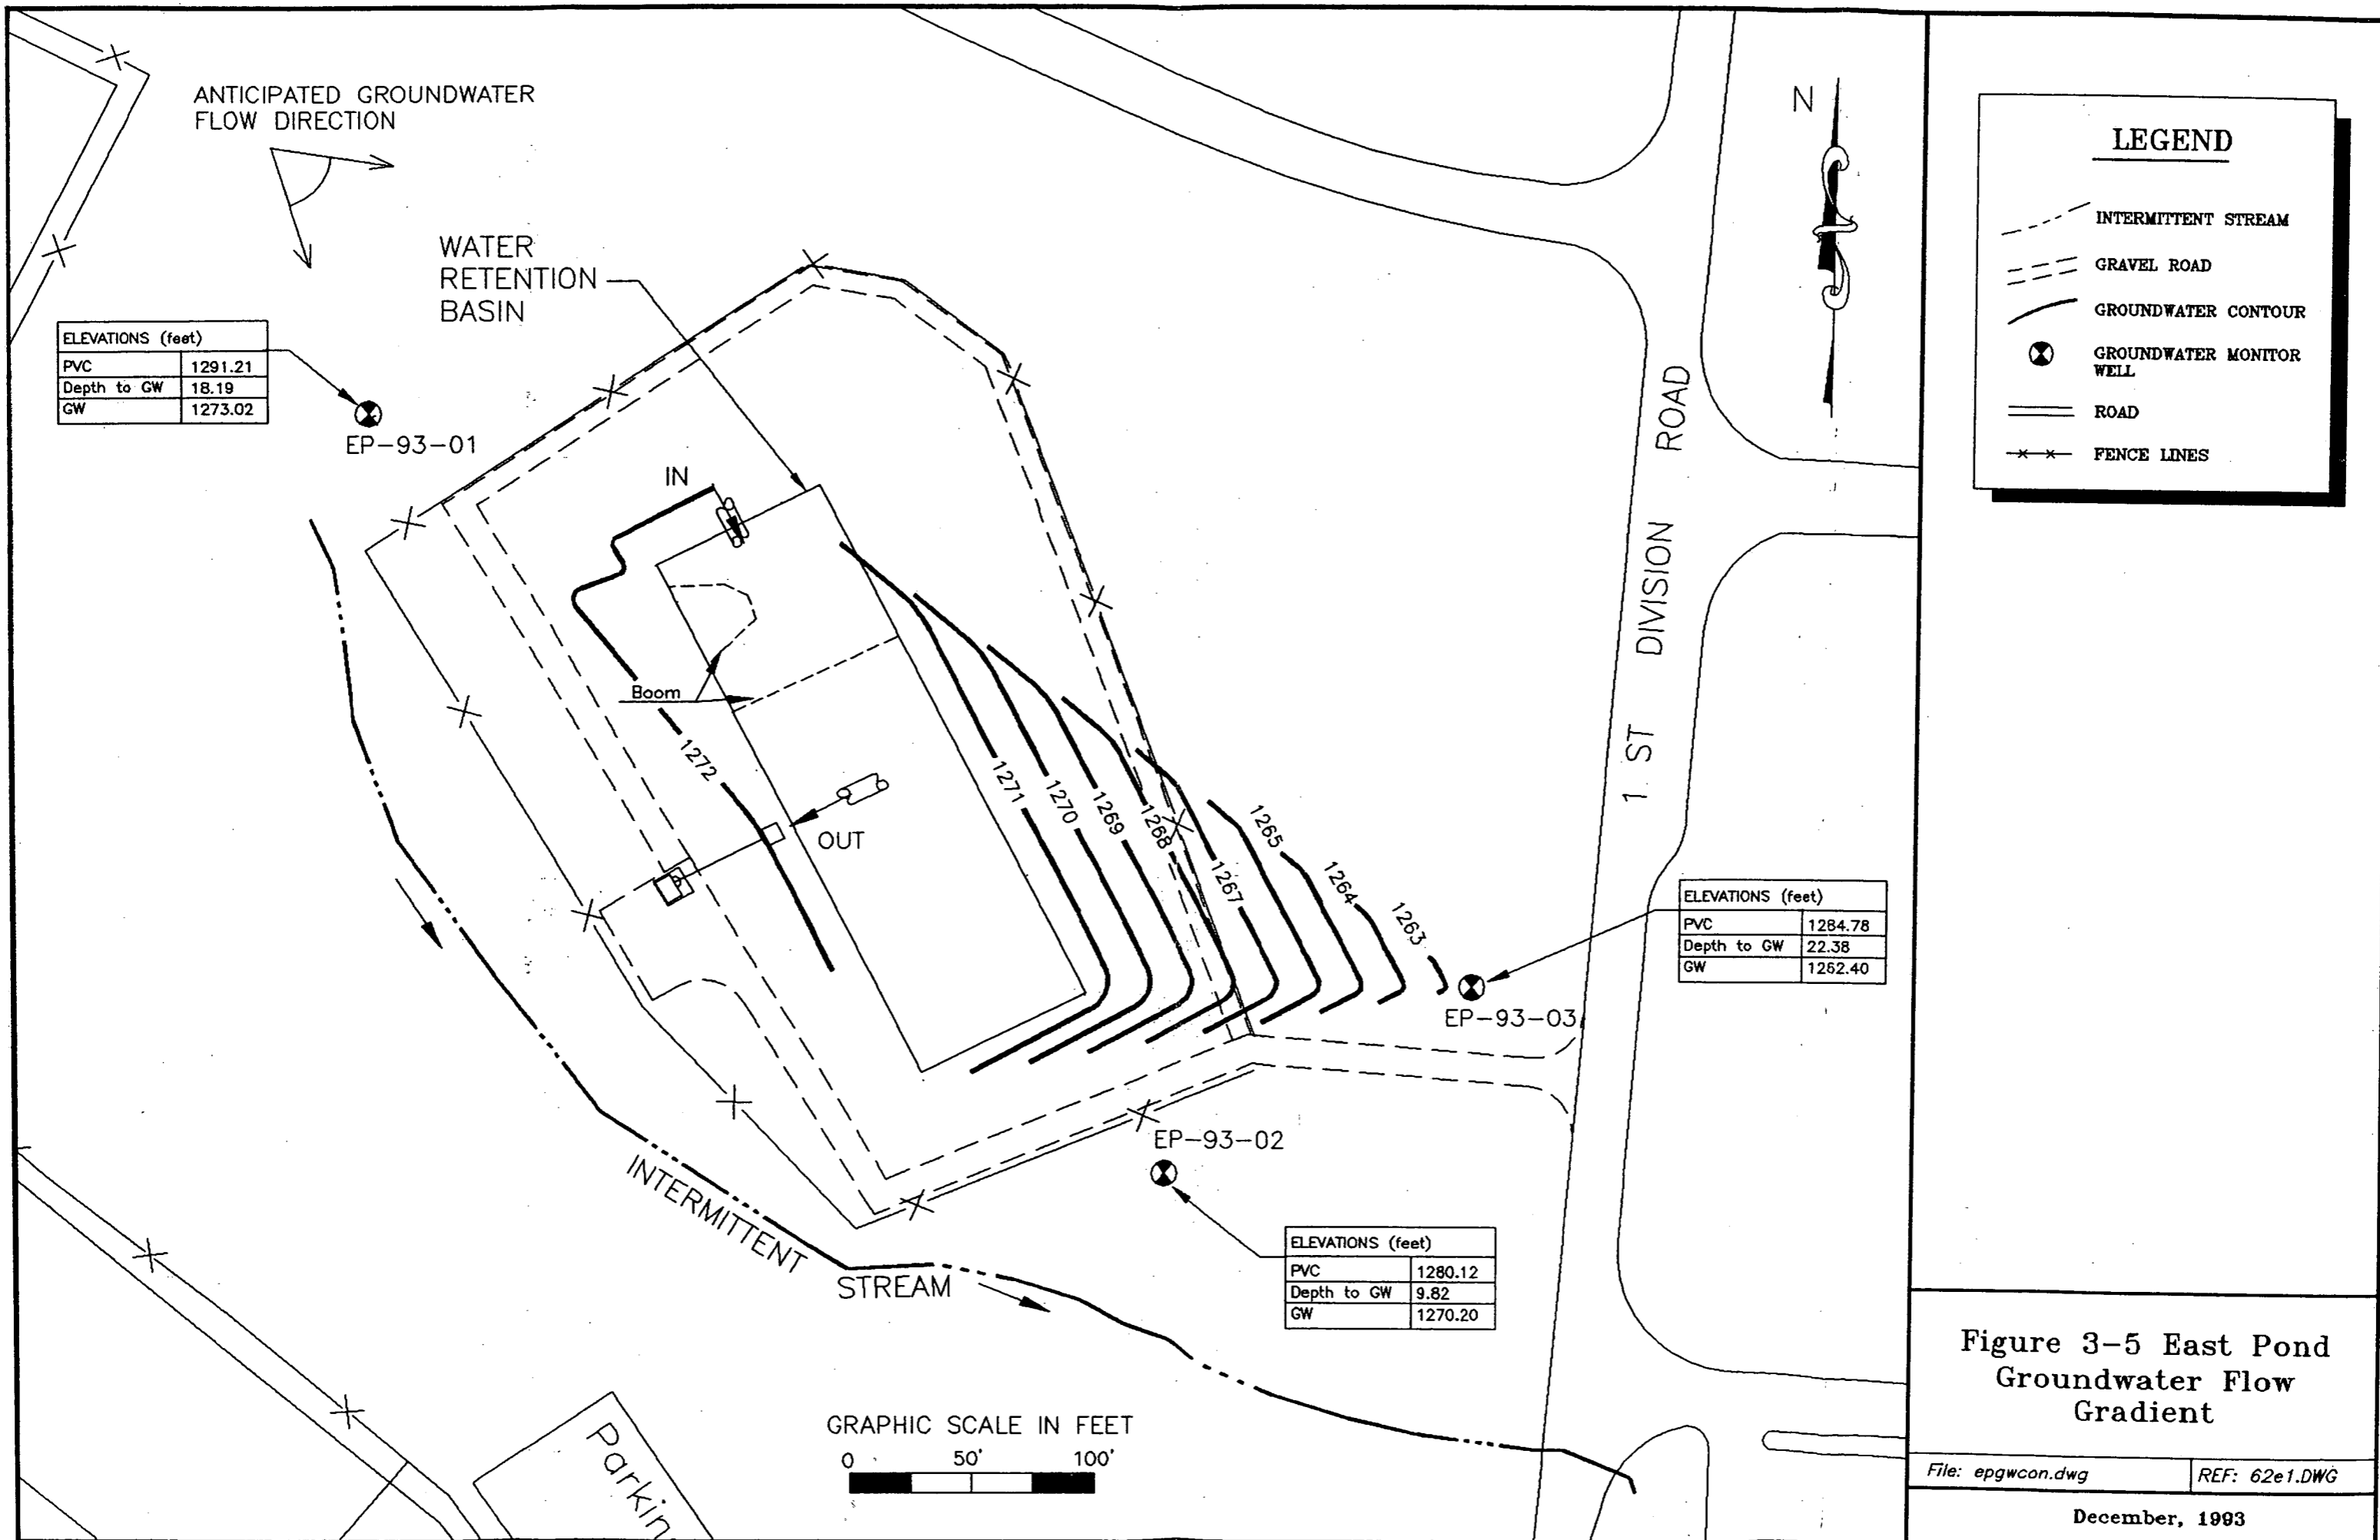 ANTICIPATED GROUNDWATER
FLOW DIRECTION
WATER
RETENTION
BASIN
ELEVATIONS (feet)
PVC 1291.21
Depth to GW 18.19
GW 1273.02
EP-93-01
IN
Boom
OUT
1272
1271
1270
1269
1268
1267
1265
1264
1263
1 ST DIVISION ROAD
N
ELEVATIONS (feet)
PVC 1284.78
Depth to GW 22.38
GW 1262.40
EP-93-03
EP-93-02
ELEVATIONS (feet)
PVC 1280.12
Depth to GW 9.82
GW 1270.20
INTERMITTENT
STREAM
Parkin
GRAPHIC SCALE IN FEET
0 50' 100'
LEGEND
INTERMITTENT STREAM
GRAVEL ROAD
GROUNDWATER CONTOUR
GROUNDWATER MONITOR
WELL
ROAD
FENCE LINES
Figure 3-5 East Pond
Groundwater Flow
Gradient
File: epgwcon.dwg
REF: 62e1.DWG
December, 1993